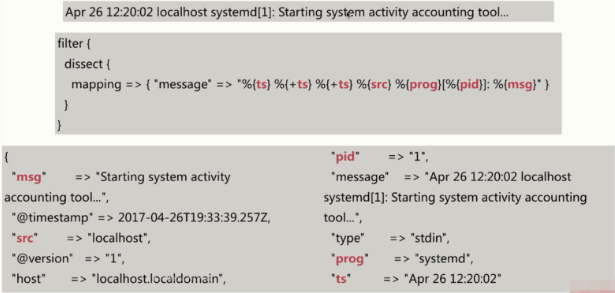 Apr 26 12:20:02 localhost systemd[1]: Starting system activity accounting tool...
filter {
dissect {
mapping => { "message" => "%{ts} %{+ts} %{+ts} %{src} %{prog}[%{pid}]: %{msg}" }
}
}
{
"msg" => "Starting system activity
accounting tool...",
"@timestamp" => 2017-04-26T19:33:39.257Z,
"src" => "localhost",
"@version" => "1",
"host" => "localhost.localdomain",
"pid" => "1",
"message" => "Apr 26 12:20:02 localhost
systemd[1]: Starting system activity accounting
tool...",
"type" => "stdin",
"prog" => "systemd",
"ts" => "Apr 26 12:20:02"